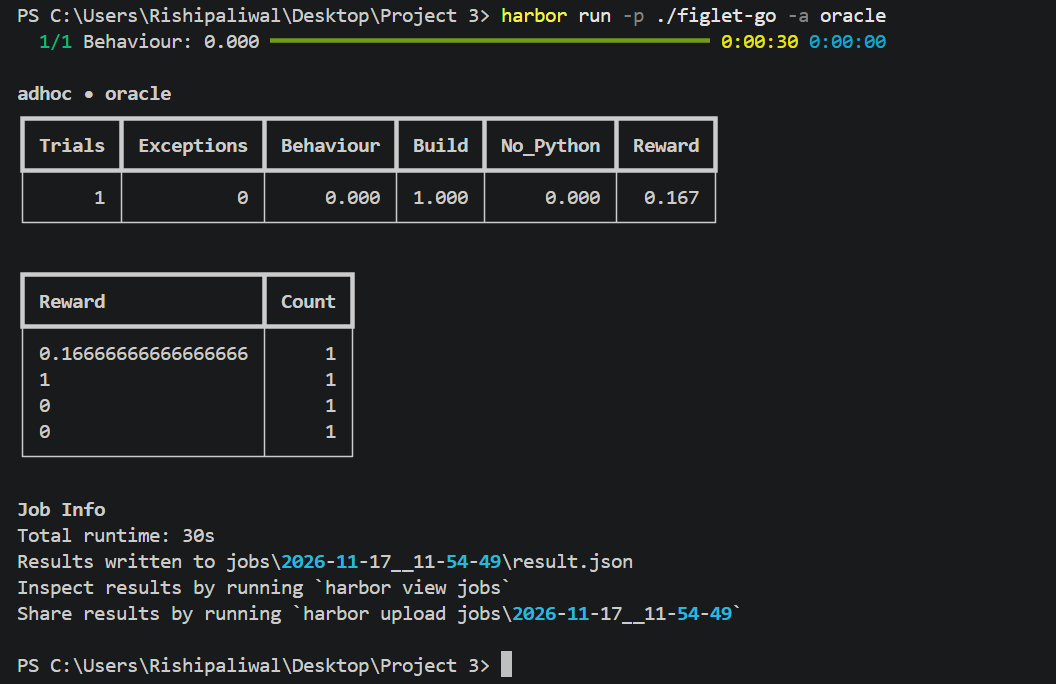 PS C:\Users\Rishipaliwal\Desktop\Project 3> harbor run -p ./figlet-go -a oracle
1/1 Behaviour: 0.000 0:00:30 0:00:00
adhoc • oracle
Trials Exceptions Behaviour Build No_Python Reward
1 0 0.000 1.000 0.000 0.167
Reward Count
0.16666666666666666 1
1 1
0 1
0 1
Job Info
Total runtime: 30s
Results written to jobs\2026-11-17__11-54-49\result.json
Inspect results by running `harbor view jobs`
Share results by running `harbor upload jobs\2026-11-17__11-54-49`
PS C:\Users\Rishipaliwal\Desktop\Project 3>